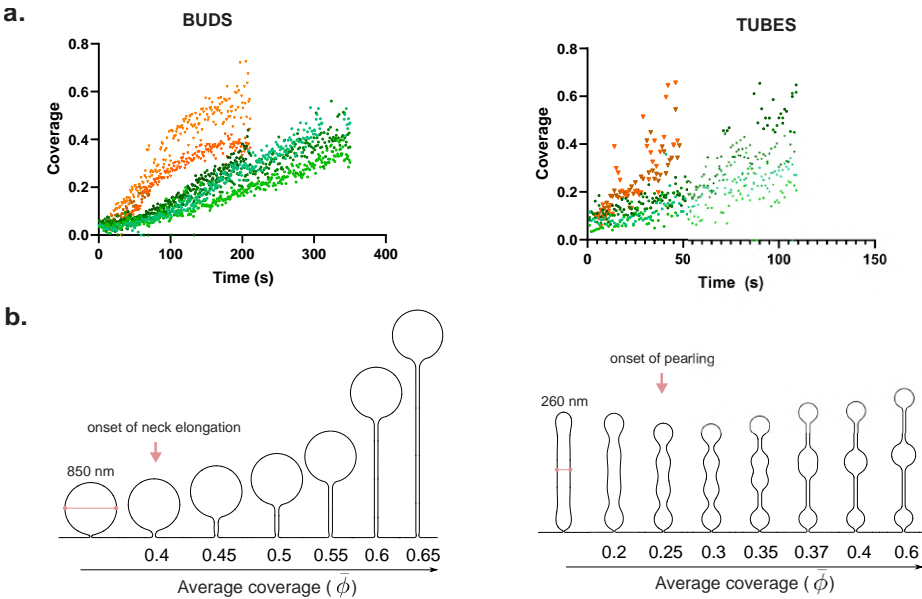 a.
BUDS
Coverage
0.8
0.6
0.4
0.2
0.0
0 100 200 300 400
Time (s)
TUBES
Coverage
0.8
0.6
0.4
0.2
0.0
0 50 100 150
Time (s)
b.
onset of neck elongation
850 nm
0.4 0.45 0.5 0.55 0.6 0.65
Average coverage ( ϕ̅ )
onset of pearling
260 nm
0.2 0.25 0.3 0.35 0.37 0.4 0.6
Average coverage ( ϕ̅ )